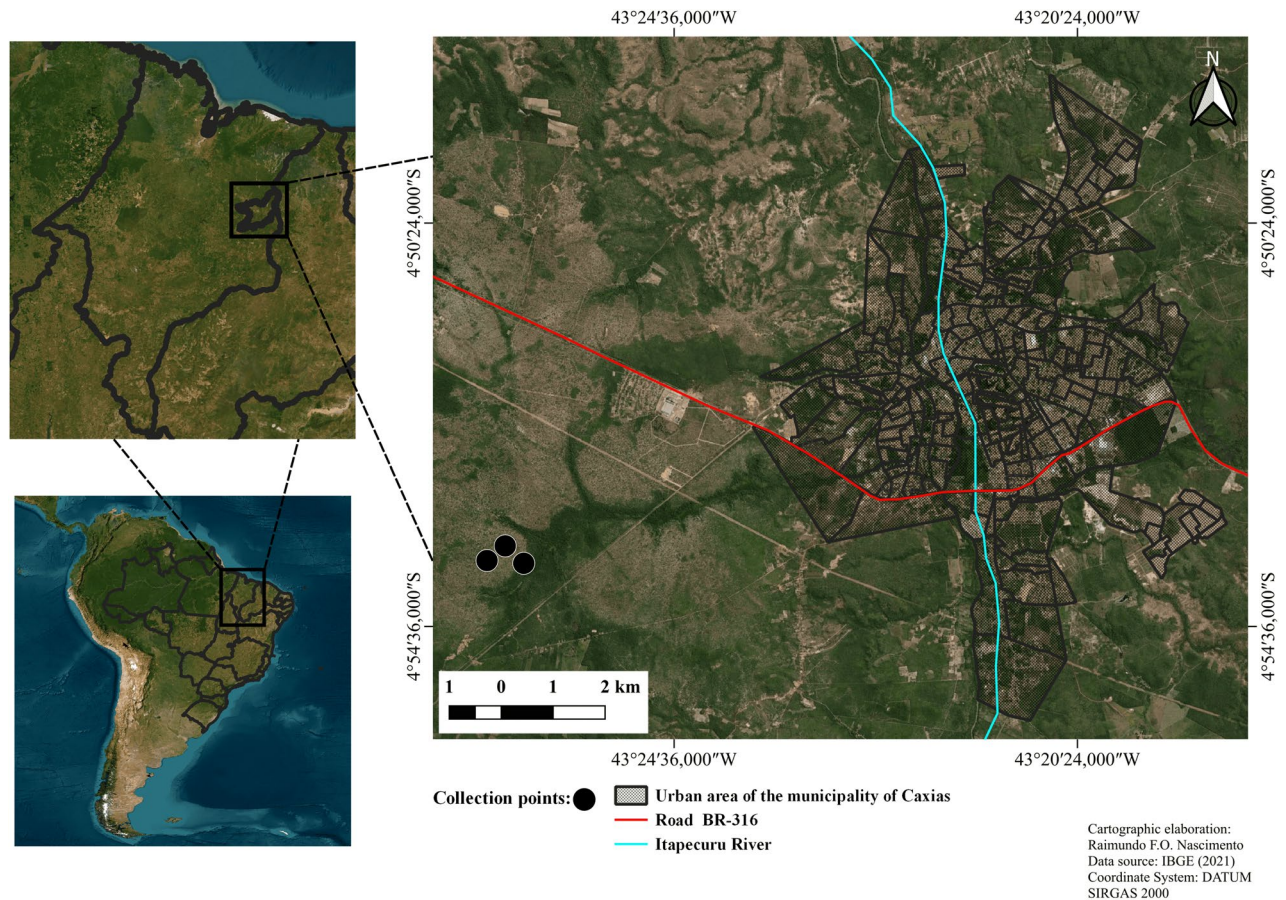 43°24'36,000"W
43°20'24,000"W
N
4°50'24,000"S
4°50'24,000"S
4°54'36,000"S
4°54'36,000"S
1 0 1 2 km
43°24'36,000"W
43°20'24,000"W
Collection points:
Urban area of the municipality of Caxias
Road BR-316
Itapecuru River
Cartographic elaboration:
Raimundo F.O. Nascimento
Data source: IBGE (2021)
Coordinate System: DATUM
SIRGAS 2000